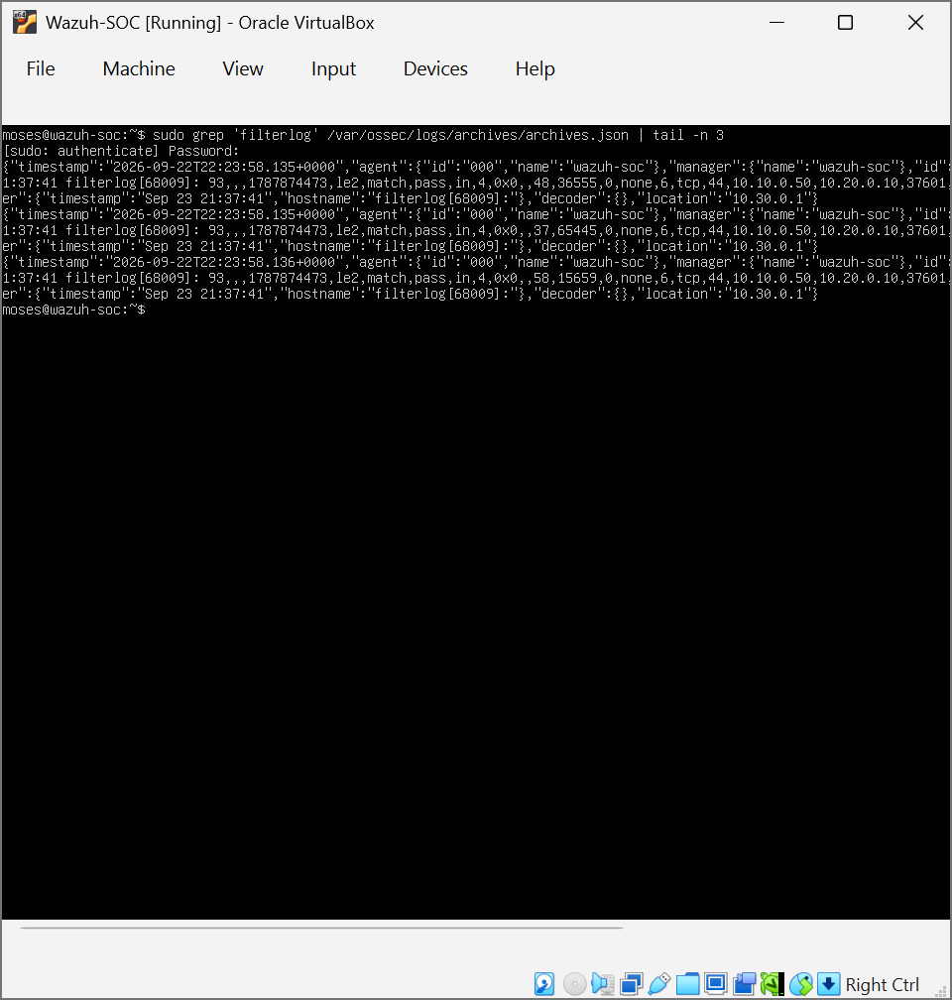 Wazuh-SOC [Running] - Oracle VirtualBox
File Machine View Input Devices Help
moses@wazuh-soc:~$ sudo grep 'filterlog' /var/ossec/logs/archives/archives.json | tail -n 3
[sudo: authenticate] Password:
{"timestamp":"2026-09-22T22:23:58.135+0000","agent":{"id":"000","name":"wazuh-soc"},"manager":{"name":"wazuh-soc"},"id":
1:37:41 filterlog[68009]: 93,,,1787874473,le2,match,pass,in,4,0x0,,48,36555,0,none,6,tcp,44,10.10.0.50,10.20.0.10,37601,
er":{"timestamp":"Sep 23 21:37:41","hostname":"filterlog[68009]:"},"decoder":{},"location":"10.30.0.1"}
{"timestamp":"2026-09-22T22:23:58.135+0000","agent":{"id":"000","name":"wazuh-soc"},"manager":{"name":"wazuh-soc"},"id":
1:37:41 filterlog[68009]: 93,,,1787874473,le2,match,pass,in,4,0x0,,37,65445,0,none,6,tcp,44,10.10.0.50,10.20.0.10,37601,
er":{"timestamp":"Sep 23 21:37:41","hostname":"filterlog[68009]:"},"decoder":{},"location":"10.30.0.1"}
{"timestamp":"2026-09-22T22:23:58.136+0000","agent":{"id":"000","name":"wazuh-soc"},"manager":{"name":"wazuh-soc"},"id":
1:37:41 filterlog[68009]: 93,,,1787874473,le2,match,pass,in,4,0x0,,58,15659,0,none,6,tcp,44,10.10.0.50,10.20.0.10,37601,
er":{"timestamp":"Sep 23 21:37:41","hostname":"filterlog[68009]:"},"decoder":{},"location":"10.30.0.1"}
moses@wazuh-soc:~$
Right Ctrl